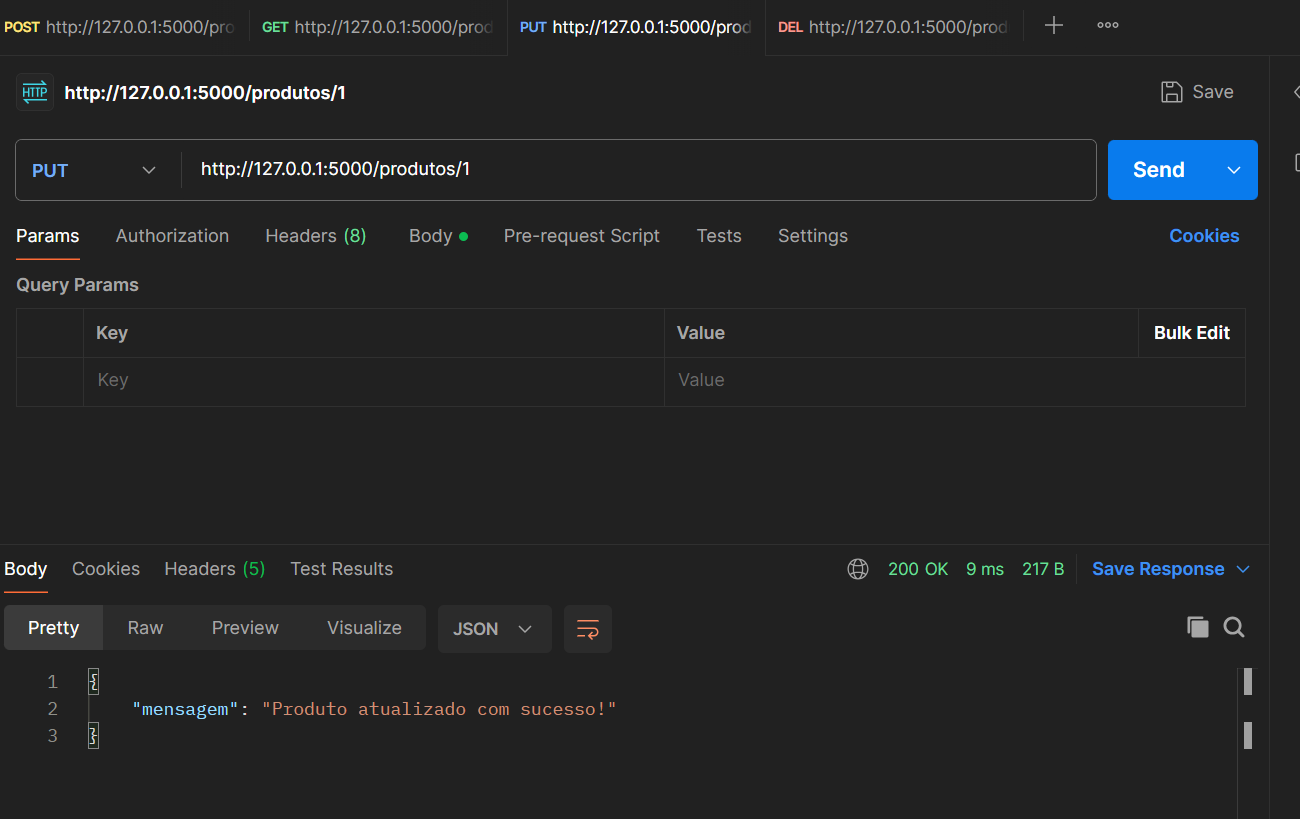 POST http://127.0.0.1:5000/pro GET http://127.0.0.1:5000/prod PUT http://127.0.0.1:5000/prod DEL http://127.0.0.1:5000/prod
HTTP http://127.0.0.1:5000/produtos/1 Save
PUT http://127.0.0.1:5000/produtos/1 Send
Params Authorization Headers (8) Body Pre-request Script Tests Settings Cookies
Query Params
Key Value Bulk Edit
Key Value
Body Cookies Headers (5) Test Results 200 OK 9 ms 217 B Save Response
Pretty Raw Preview Visualize JSON
1 {
2 "mensagem": "Produto atualizado com sucesso!"
3 }